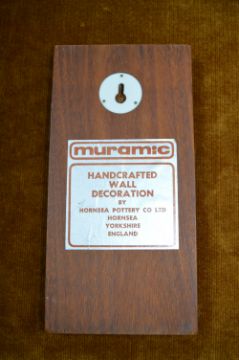 muramic
HANDCRAFTED
WALL
DECORATION
BY
HORNSEA POTTERY CO LTD
HORNSEA
YORKSHIRE
ENGLAND